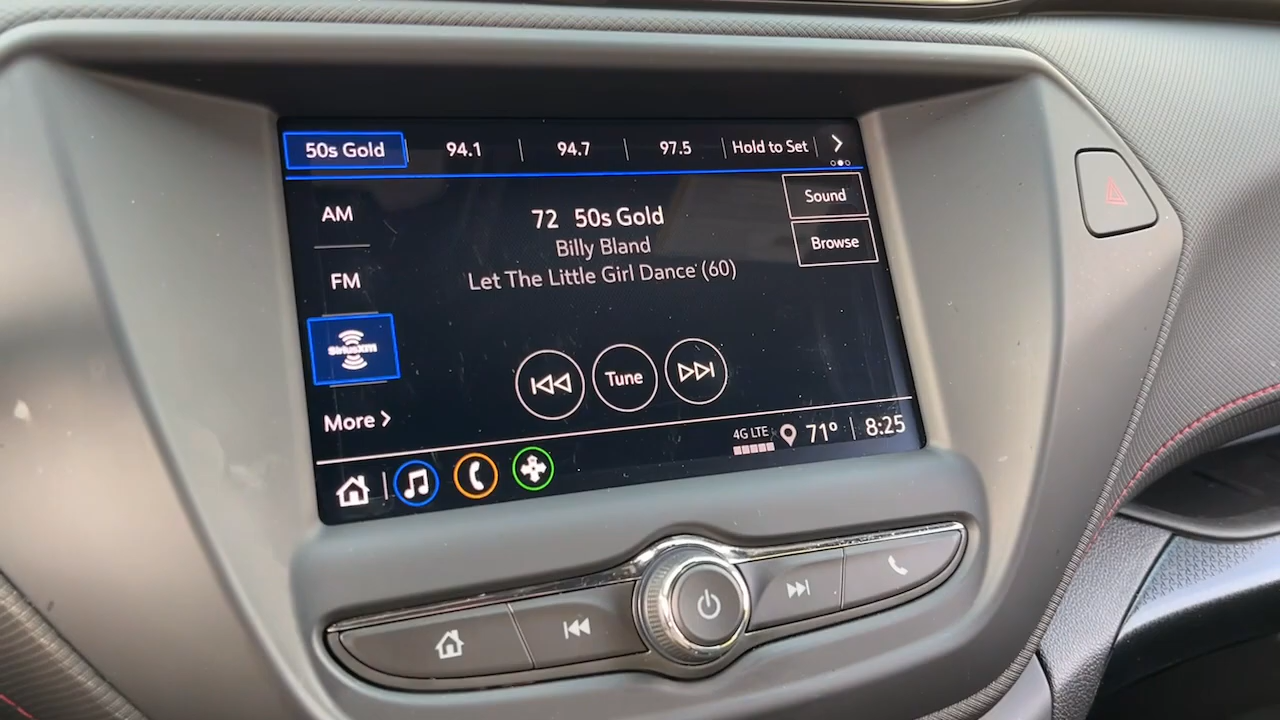 50s Gold 94.1 94.7 97.5 Hold to Set
Sound
AM
72 50s Gold
Browse
Billy Bland
FM
Let The Little Girl Dance (60)
SiriusXM
Tune
More
4G LTE 71° 8:25